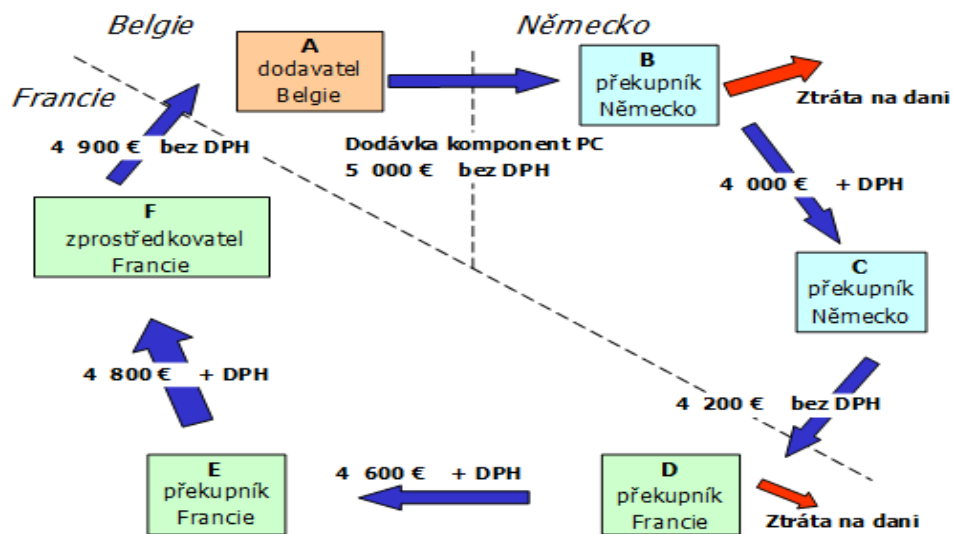 Belgie
Německo
Francie
A
dodavatel
Belgie
B
překupník
Německo
Ztráta na dani
Dodávka komponent PC
5 000 € bez DPH
4 000 € + DPH
C
překupník
Německo
4 200 € bez DPH
D
překupník
Francie
Ztráta na dani
4 600 € + DPH
E
překupník
Francie
4 800 € + DPH
F
zprostředkovatel
Francie
4 900 € bez DPH